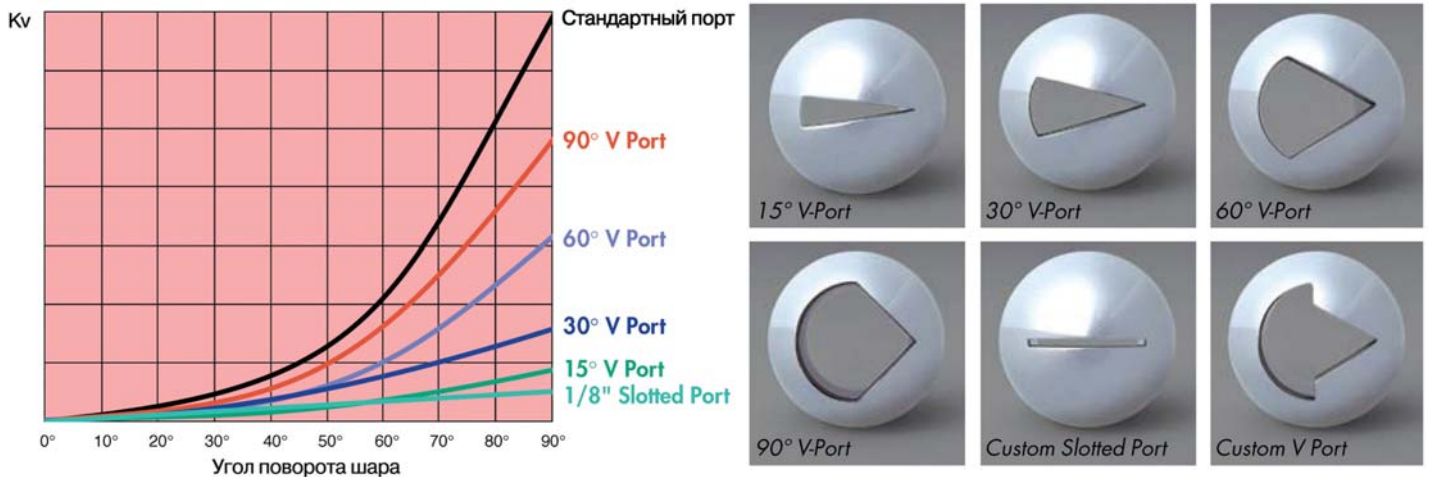 Kv
Стандартный порт
90° V Port
60° V Port
30° V Port
15° V Port
1/8" Slotted Port
0° 10° 20° 30° 40° 50° 60° 70° 80° 90°
Угол поворота шара
15° V-Port
30° V-Port
60° V-Port
90° V-Port
Custom Slotted Port
Custom V Port